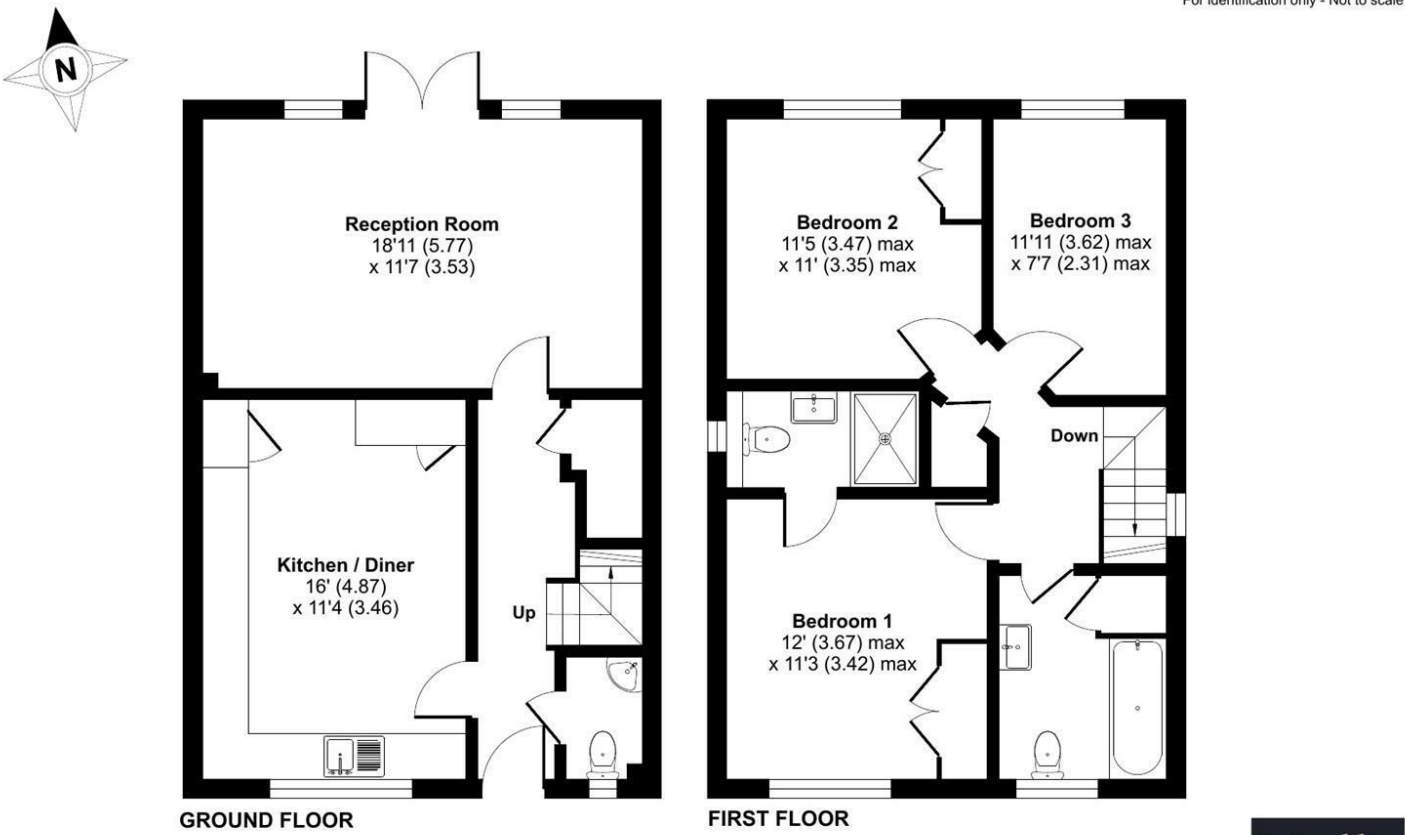 For identification only - Not to scale
N
Reception Room
18'11 (5.77)
x 11'7 (3.53)
Kitchen / Diner
16' (4.87)
x 11'4 (3.46)
Up
GROUND FLOOR
Bedroom 2
11'5 (3.47) max
x 11' (3.35) max
Bedroom 3
11'11 (3.62) max
x 7'7 (2.31) max
Down
Bedroom 1
12' (3.67) max
x 11'3 (3.42) max
FIRST FLOOR